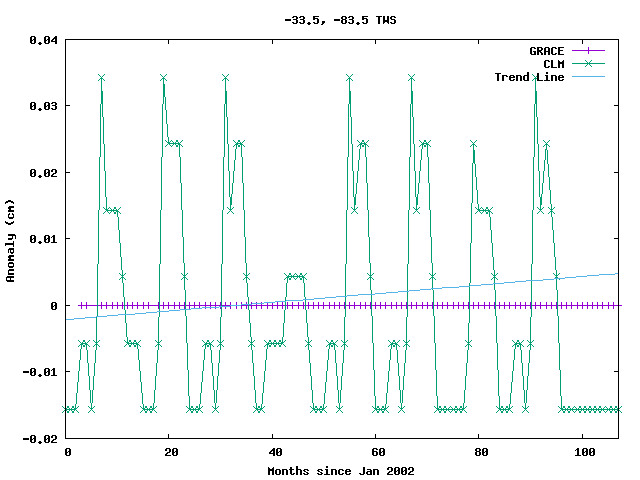 -33.5, -83.5 TWS
0.04
0.03
0.02
0.01
0
-0.01
-0.02
GRACE
CLM
Trend Line
Anomaly (cm)
0 20 40 60 80 100
Months since Jan 2002